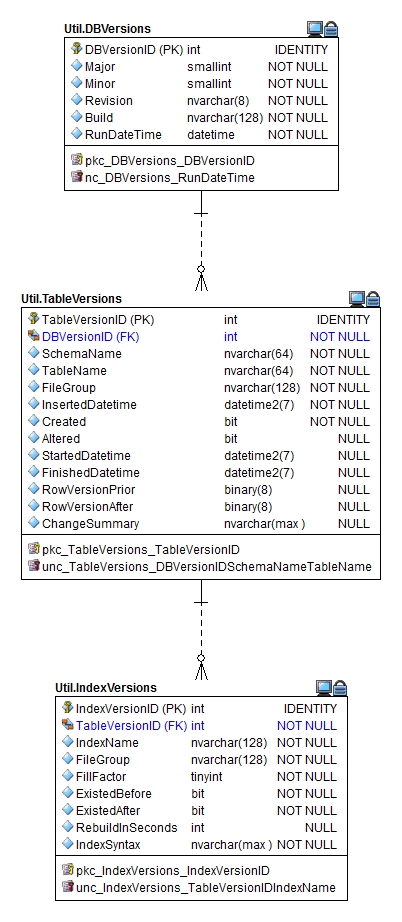 Util.DBVersions
DBVersionID (PK) int IDENTITY
Major smallint NOT NULL
Minor smallint NOT NULL
Revision nvarchar(8) NOT NULL
Build nvarchar(128) NOT NULL
RunDateTime datetime NOT NULL
pkc_DBVersions_DBVersionID
nc_DBVersions_RunDateTime
Util.TableVersions
TableVersionID (PK) int IDENTITY
DBVersionID (FK) int NOT NULL
SchemaName nvarchar(64) NOT NULL
TableName nvarchar(64) NOT NULL
FileGroup nvarchar(128) NOT NULL
InsertedDatetime datetime2(7) NOT NULL
Created bit NOT NULL
Altered bit NULL
StartedDatetime datetime2(7) NULL
FinishedDatetime datetime2(7) NULL
RowVersionPrior binary(8) NULL
RowVersionAfter binary(8) NULL
ChangeSummary nvarchar(max ) NULL
pkc_TableVersions_TableVersionID
unc_TableVersions_DBVersionIDSchemaNameTableName
Util.IndexVersions
IndexVersionID (PK) int IDENTITY
TableVersionID (FK) int NOT NULL
IndexName nvarchar(128) NOT NULL
FileGroup nvarchar(128) NOT NULL
FillFactor tinyint NOT NULL
ExistedBefore bit NOT NULL
ExistedAfter bit NOT NULL
RebuildInSeconds int NULL
IndexSyntax nvarchar(max ) NOT NULL
pkc_IndexVersions_IndexVersionID
unc_IndexVersions_TableVersionIDIndexName